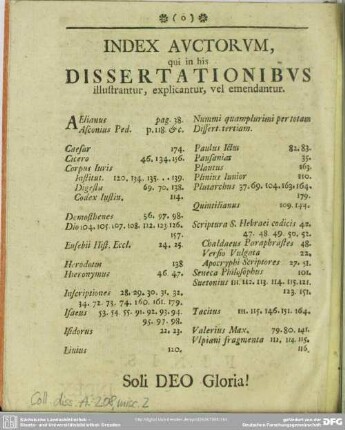 ❁ (o) ❁
INDEX AVCTORVM,
qui in his
DISSERTATIONIBVS
illustrantur, explicantur, vel emendantur.
Aelianus pag. 38.
Asconius Ped. p. 118 &c.
Caesar 174.
Cicero 46, 134, 156.
Corpus Iuris
Institut. 120, 134, 135. . . 139.
Digesta 69. 70, 138.
Codex Iustin, 114.
Demosthenes 56. 97. 98.
Dio 104. 105. 107. 108. 112. 123. 126,
157.
Eusebii Hist. Eccl. 24. 25.
Herodotus 138
Hieronymus 46 47.
Inscriptiones 28. 29. 30. 31. 32,
34. 72. 73. 74. 160. 161. 179.
Isaeus 53. 54. 55. 91. 92. 93. 94.
95. 97. 98.
Isidorus 22, 23.
Liuius 110.
Nummi quamplurimi per totam
Dissert. tertiam.
Paulus Ictus 82. 83.
Pausanias 35.
Plautus 163.
Plinius Iunior 110.
Plutarchus 37. 69. 104. 163. 164.
179.
Quintilianus 109. 144.
Scriptura S. Hebraei codicis 42.
47. 48. 49. 50. 52.
Chaldaeus Paraphrastes 48.
Versio Vulgata 22,
Apocryphi Scriptores 27. 51.
Seneca Philosophus 101.
Suetonius 111. 112. 113. 114. 115. 121.
123. 151.
Tacitus 111. 115. 146. 151. 164.
Valerius Max. 79. 80. 141.
Vlpiani fragmenta 111. 114. 115.
116.
Soli DEO Gloria!
Coll. diss. A. 208, misc. 2